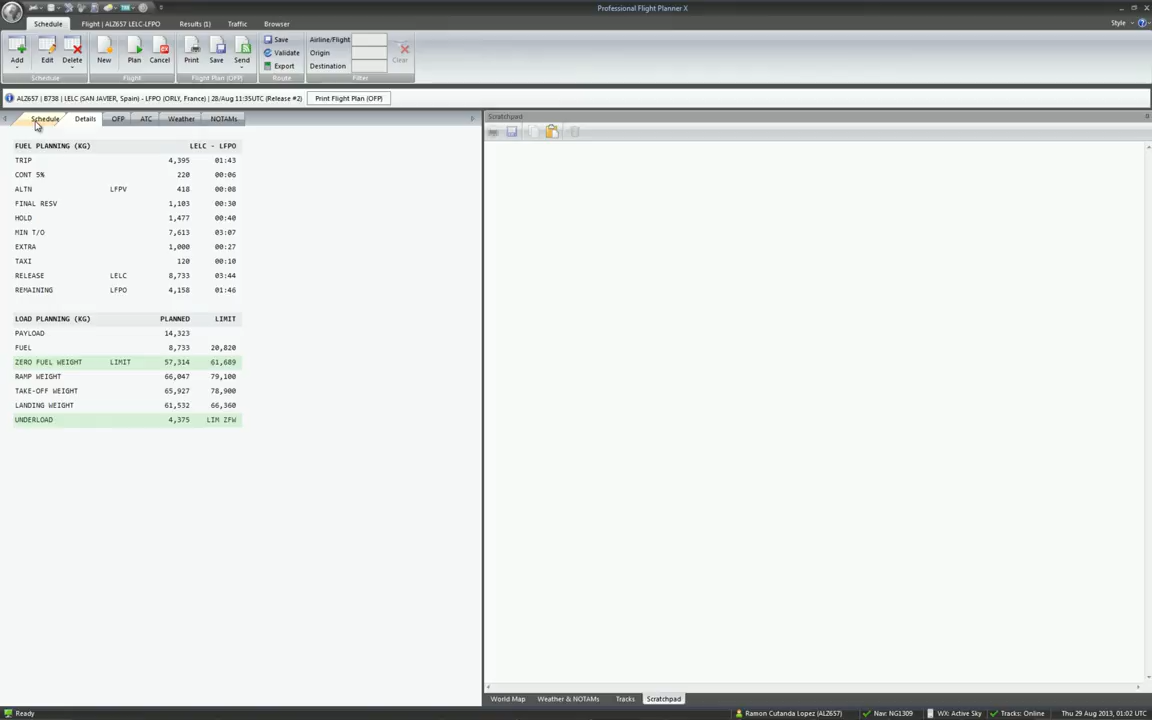 Professional Flight Planner X
Schedule Flight | ALZ657 LELC-LFPO Results (1) Traffic Browser Style
Add Edit Delete New Plan Cancel Print Save Send Save Validate Export Airline/Flight Origin Destination Clear
Schedule Flight Flight Plan (OFP) Route Filter
ALZ657 | B738 | LELC (SAN JAVIER, Spain) - LFPO (ORLY, France) | 28/Aug 11:35UTC (Release #2) Print Flight Plan (OFP)
Schedule Details OFP ATC Weather NOTAMs
Scratchpad
FUEL PLANNING (KG) LELC - LFPO
TRIP 4,395 01:43
CONT 5% 220 00:06
ALTN LFPV 418 00:08
FINAL RESV 1,103 00:30
HOLD 1,477 00:40
MIN T/O 7,613 03:07
EXTRA 1,000 00:27
TAXI 120 00:10
RELEASE LELC 8,733 03:44
REMAINING LFPO 4,158 01:46
LOAD PLANNING (KG) PLANNED LIMIT
PAYLOAD 14,323
FUEL 8,733 20,820
ZERO FUEL WEIGHT LIMIT 57,314 61,689
RAMP WEIGHT 66,047 79,100
TAKE-OFF WEIGHT 65,927 78,900
LANDING WEIGHT 61,532 66,360
UNDERLOAD 4,375 LIM ZFW
World Map Weather & NOTAMs Tracks Scratchpad
Ready Ramon Cutanda Lopez (ALZ657) Nav: NG1309 WX: Active Sky Tracks: Online Thu 29 Aug 2013, 01:02 UTC